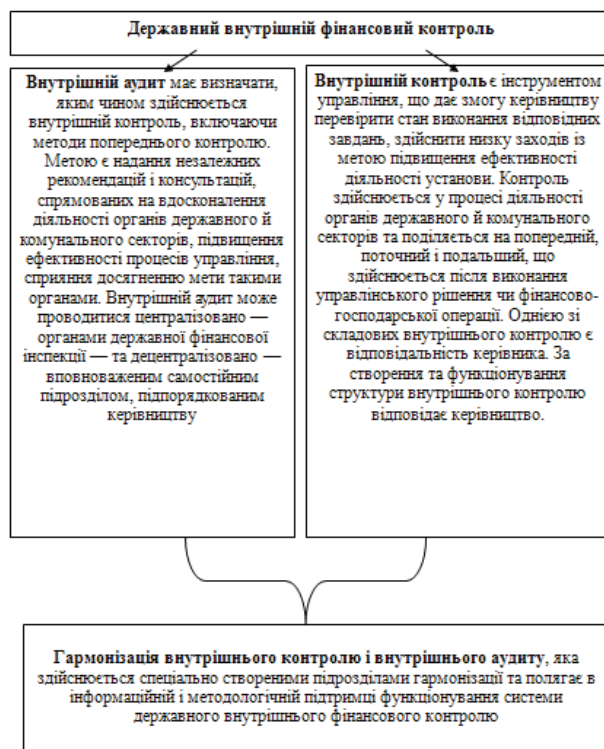 Державний внутрішній фінансовий контроль
Внутрішній аудит має визначати,
яким чином здійснюється
внутрішній контроль, включаючи
методи попереднього контролю.
Метою є надання незалежних
рекомендацій і консультацій,
спрямованих на вдосконалення
діяльності органів державного й
комунального секторів, підвищення
ефективності процесів управління,
сприяння досягненню мети такими
органами. Внутрішній аудит може
проводитися централізовано —
органами державної фінансової
інспекції — та децентралізовано —
вповноваженим самостійним
підрозділом, підпорядкованим
керівництву
Внутрішній контроль є інструментом
управління, що дає змогу керівництву
перевірити стан виконання відповідних
завдань, здійснити низку заходів із
метою підвищення ефективності
діяльності установи. Контроль
здійснюється у процесі діяльності
органів державного й комунального
секторів та поділяється на попередній,
поточний і подальший, що
здійснюється після виконання
управлінського рішення чи фінансово-
господарської операції. Однією зі
складових внутрішнього контролю є
відповідальність керівника. За
створення та функціонування
структури внутрішнього контролю
відповідає керівництво.
Гармонізація внутрішнього контролю і внутрішнього аудиту, яка
здійснюється спеціально створеними підрозділами гармонізації та полягає в
інформаційній і методологічній підтримці функціонування системи
державного внутрішнього фінансового контролю